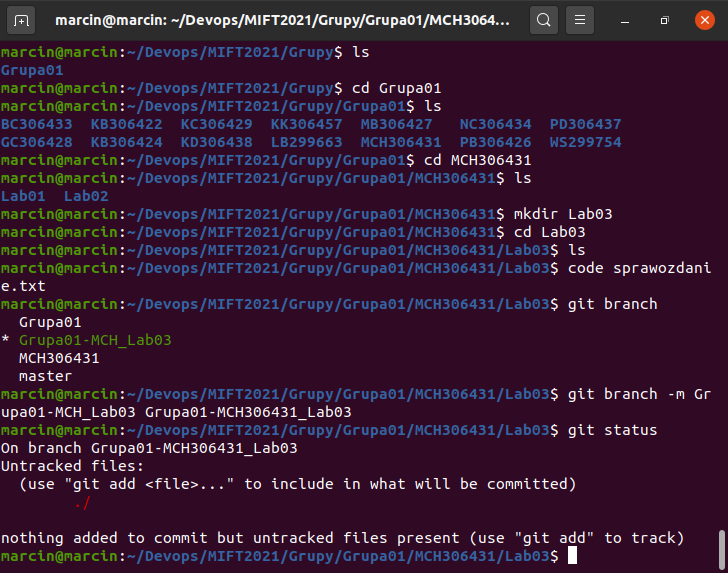 marcin@marcin: ~/Devops/MIFT2021/Grupy/Grupa01/MCH3064...
marcin@marcin:~/Devops/MIFT2021/Grupy$ ls
Grupa01
marcin@marcin:~/Devops/MIFT2021/Grupy$ cd Grupa01
marcin@marcin:~/Devops/MIFT2021/Grupy/Grupa01$ ls
BC306433  KB306422  KC306429  KK306457  MB306427   NC306434  PD306437
GC306428  KB306424  KD306438  LB299663  MCH306431  PB306426  WS299754
marcin@marcin:~/Devops/MIFT2021/Grupy/Grupa01$ cd MCH306431
marcin@marcin:~/Devops/MIFT2021/Grupy/Grupa01/MCH306431$ ls
Lab01  Lab02
marcin@marcin:~/Devops/MIFT2021/Grupy/Grupa01/MCH306431$ mkdir Lab03
marcin@marcin:~/Devops/MIFT2021/Grupy/Grupa01/MCH306431$ cd Lab03
marcin@marcin:~/Devops/MIFT2021/Grupy/Grupa01/MCH306431/Lab03$ ls
marcin@marcin:~/Devops/MIFT2021/Grupy/Grupa01/MCH306431/Lab03$ code sprawozdani
e.txt
marcin@marcin:~/Devops/MIFT2021/Grupy/Grupa01/MCH306431/Lab03$ git branch
  Grupa01
* Grupa01-MCH_Lab03
  MCH306431
  master
marcin@marcin:~/Devops/MIFT2021/Grupy/Grupa01/MCH306431/Lab03$ git branch -m Gr
upa01-MCH_Lab03 Grupa01-MCH306431_Lab03
marcin@marcin:~/Devops/MIFT2021/Grupy/Grupa01/MCH306431/Lab03$ git status
On branch Grupa01-MCH306431_Lab03
Untracked files:
  (use "git add <file>..." to include in what will be committed)
        ./

nothing added to commit but untracked files present (use "git add" to track)
marcin@marcin:~/Devops/MIFT2021/Grupy/Grupa01/MCH306431/Lab03$